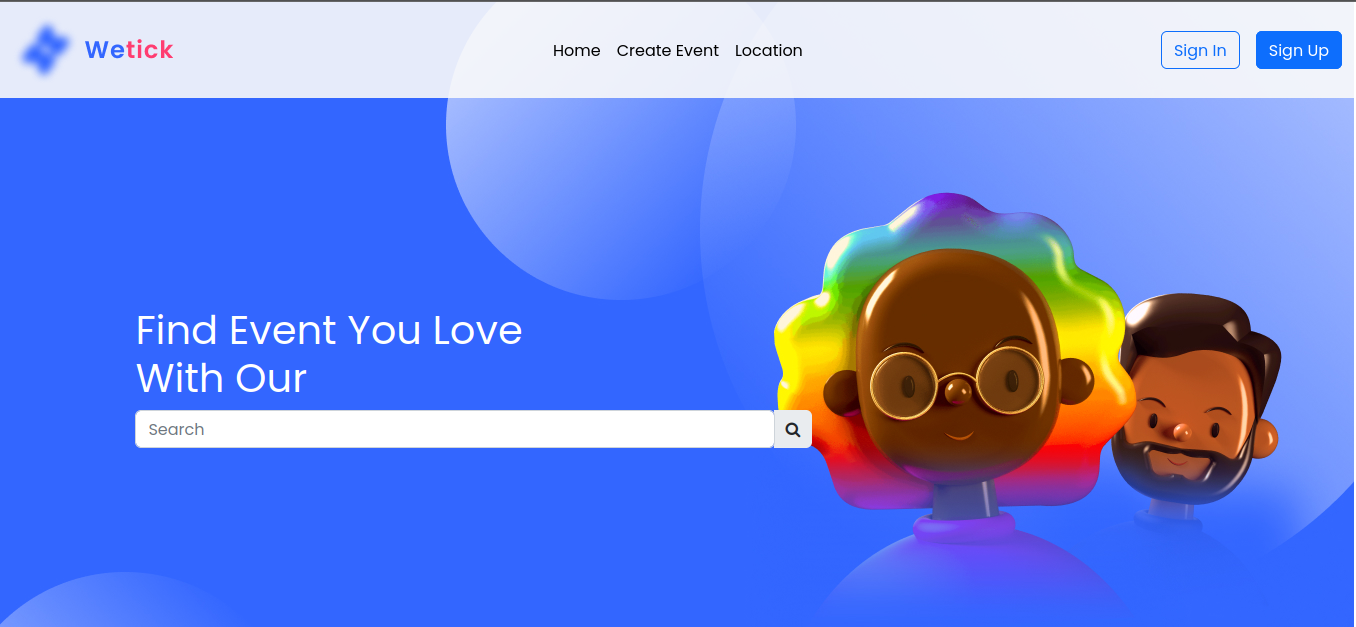 Wetick
Home Create Event Location
Sign In Sign Up
Find Event You Love
With Our
Search